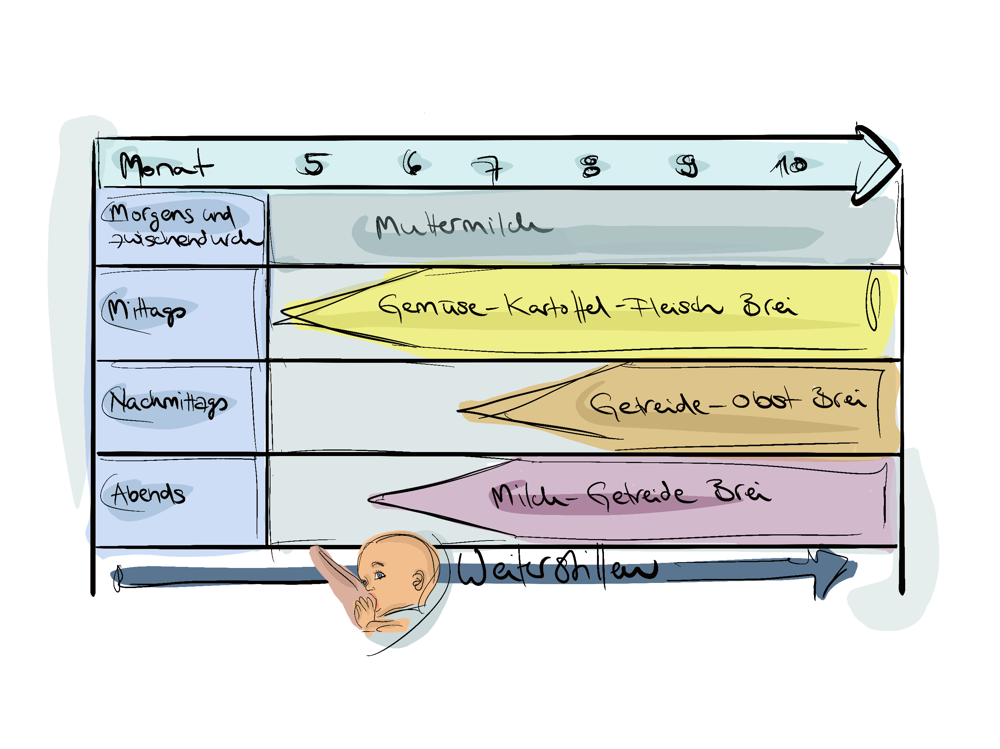 Monat 5 6 7 8 9 10
Morgens und
zwischendurch
Muttermilch
Mittags
Gemüse-Kartoffel-Fleisch Brei
Nachmittags
Getreide-Obst Brei
Abends
Milch-Getreide Brei
Weiterstillen